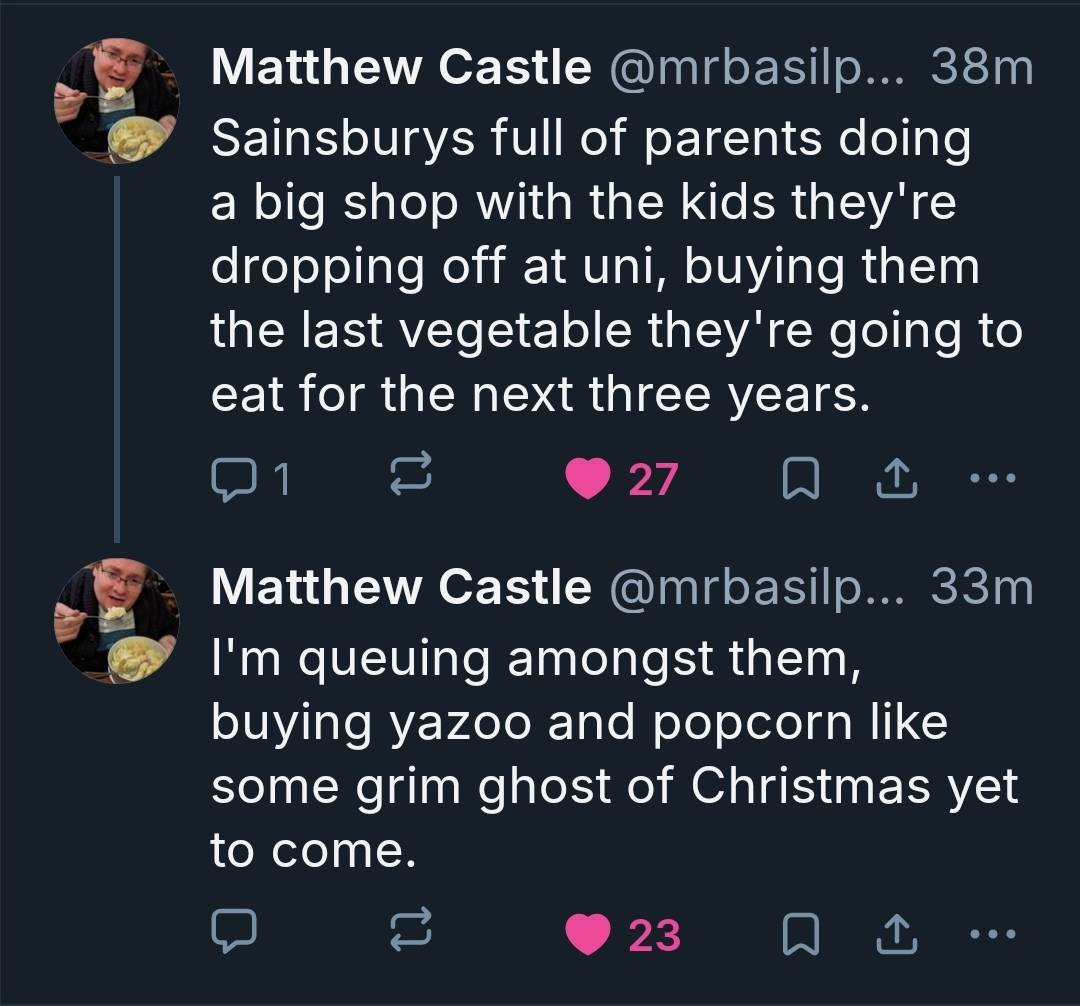 Matthew Castle @mrbasilp... 38m
Sainsburys full of parents doing
a big shop with the kids they're
dropping off at uni, buying them
the last vegetable they're going to
eat for the next three years.
1 27
Matthew Castle @mrbasilp... 33m
I'm queuing amongst them,
buying yazoo and popcorn like
some grim ghost of Christmas yet
to come.
23